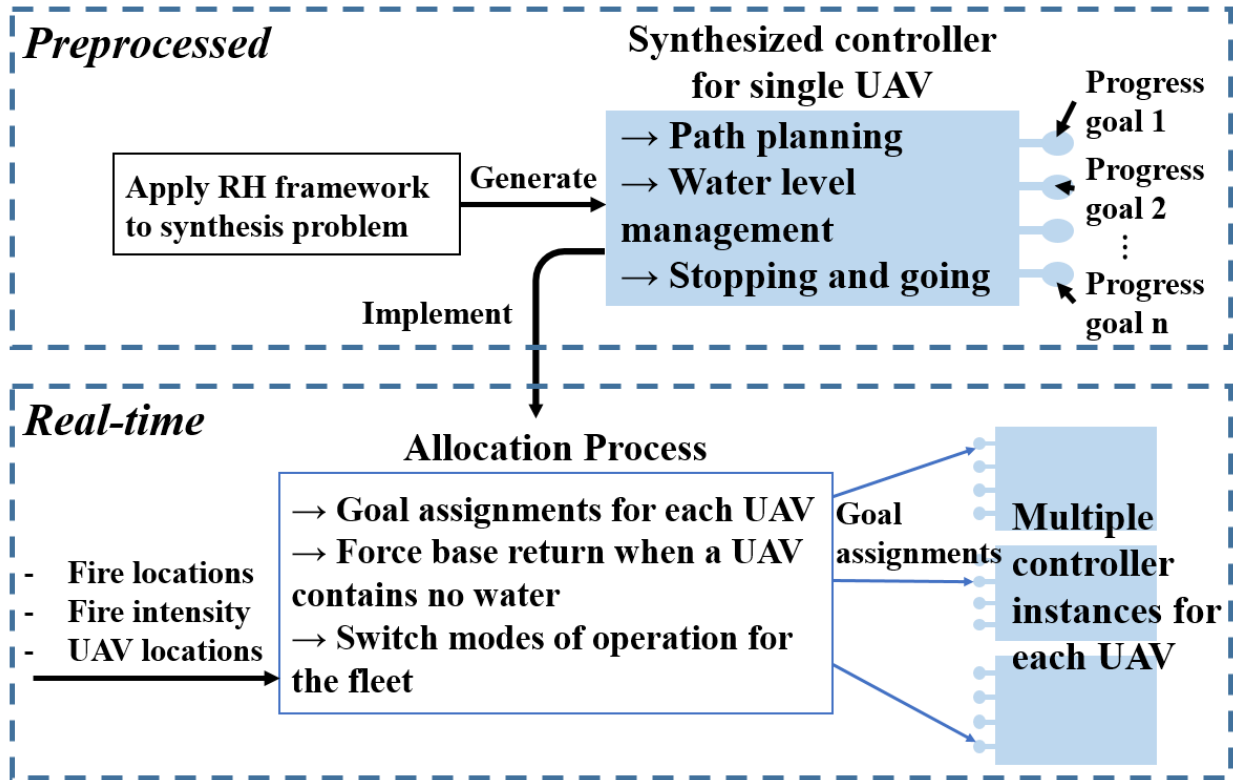 Preprocessed
Synthesized controller
for single UAV
Apply RH framework
to synthesis problem
Generate
→ Path planning
→ Water level
management
→ Stopping and going
Progress
goal 1
Progress
goal 2
⋮
Progress
goal n
Implement
Real-time
Allocation Process
- Fire locations
- Fire intensity
- UAV locations
→ Goal assignments for each UAV
→ Force base return when a UAV
contains no water
→ Switch modes of operation for
the fleet
Goal
assignments
Multiple
controller
instances for
each UAV